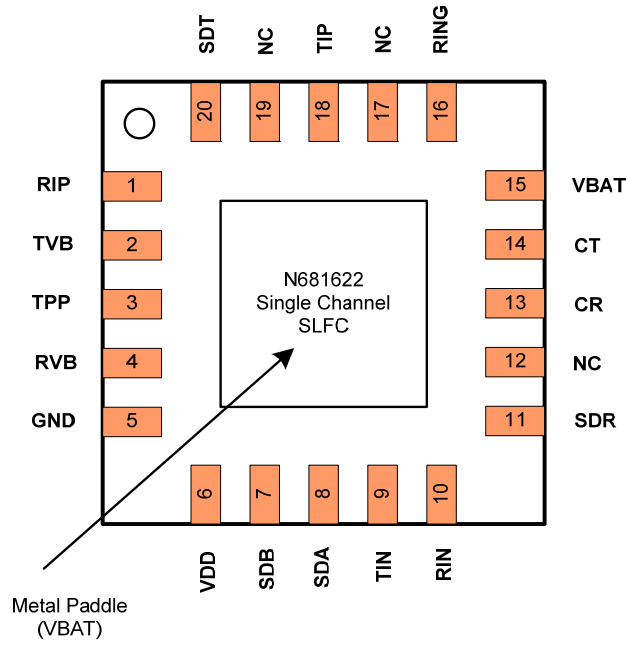 SDT NC TIP NC RING
20 19 18 17 16
RIP 1
15 VBAT
TVB 2
14 CT
TPP 3
13 CR
RVB 4
12 NC
GND 5
11 SDR
N681622
Single Channel
SLFC
6 7 8 9 10
VDD SDB SDA TIN RIN
Metal Paddle
(VBAT)